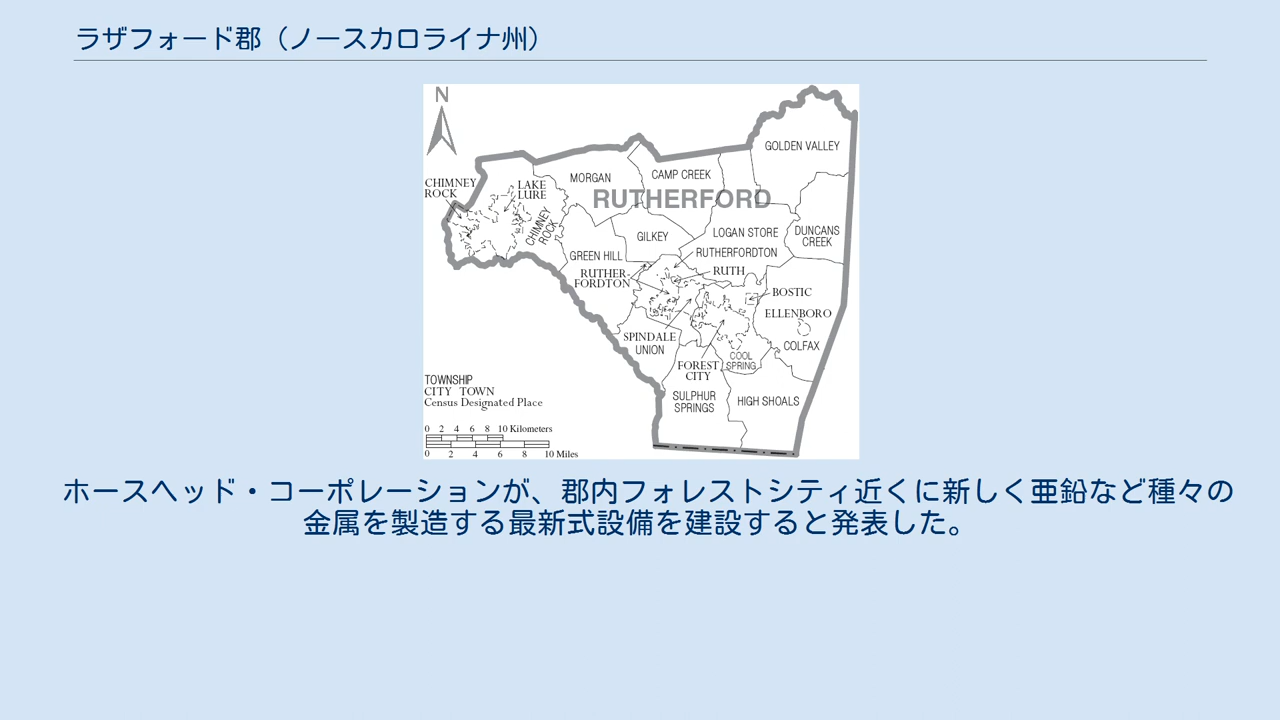 ラザフォード郡（ノースカロライナ州）
N
GOLDEN VALLEY
CHIMNEY
ROCK
LAKE
LURE
MORGAN
CAMP CREEK
RUTHERFORD
CHIMNEY
ROCK
GILKEY
LOGAN STORE
DUNCANS
CREEK
GREEN HILL
RUTHERFORDTON
RUTHER-
FORDTON
RUTH
BOSTIC
ELLENBORO
SPINDALE
UNION
COLFAX
COOL
SPRING
FOREST
CITY
SULPHUR
SPRINGS
HIGH SHOALS
TOWNSHIP
CITY TOWN
Census Designated Place
0 2 4 6 8 10 Kilometers
0 2 4 6 8 10 Miles
ホースヘッド・コーポレーションが、郡内フォレストシティ近くに新しく亜鉛など種々の
金属を製造する最新式設備を建設すると発表した。